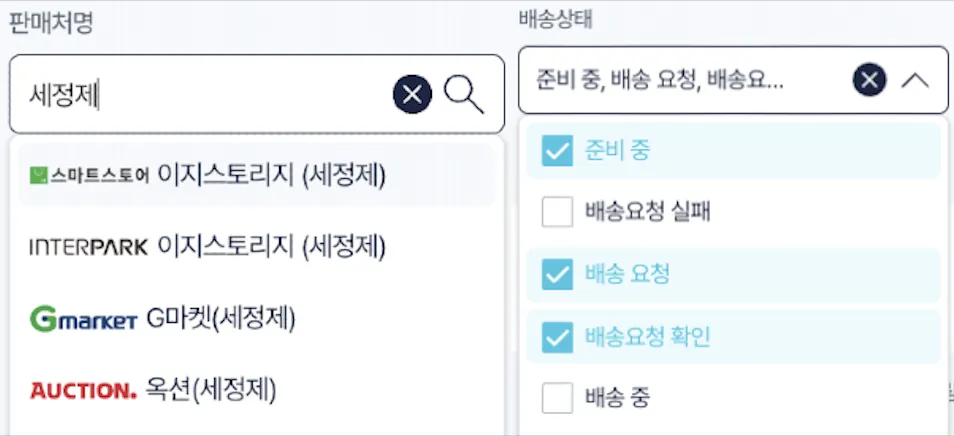 판매처명
세정제
스마트스토어 이지스토리지 (세정제)
INTERPARK 이지스토리지 (세정제)
Gmarket G마켓(세정제)
AUCTION. 옥션(세정제)
배송상태
준비 중, 배송 요청, 배송요...
준비 중
배송요청 실패
배송 요청
배송요청 확인
배송 중